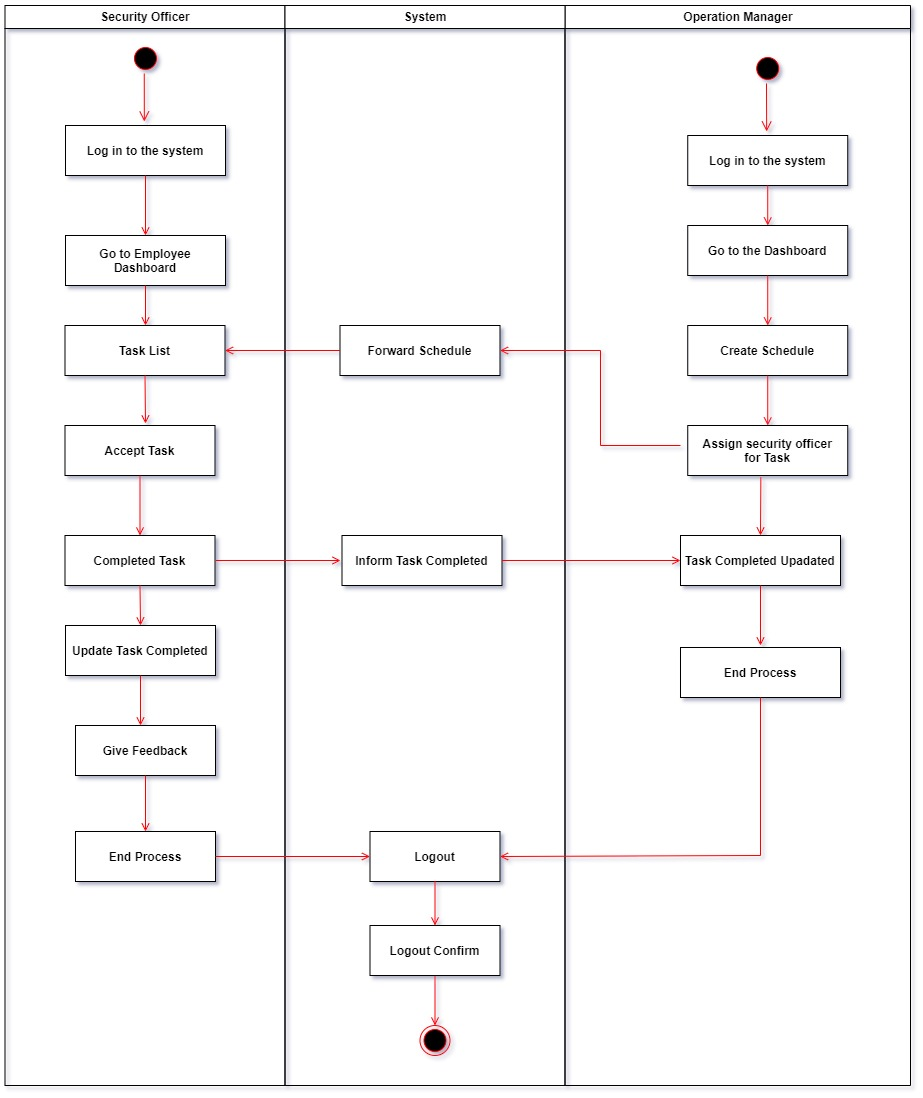 Security Officer
System
Operation Manager
Log in to the system
Log in to the system
Go to Employee
Dashboard
Go to the Dashboard
Task List
Forward Schedule
Create Schedule
Accept Task
Assign security officer
for Task
Completed Task
Inform Task Completed
Task Completed Upadated
Update Task Completed
End Process
Give Feedback
End Process
Logout
Logout Confirm